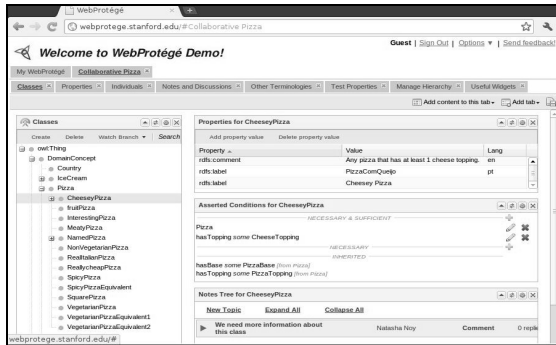 WebProtégé
webprotege.stanford.edu/#Collaborative Pizza
Welcome to WebProtégé Demo!
Guest | Sign Out | Options ▼ | Send feedback!
My WebProtégé Collaborative Pizza
Classes Properties Individuals Notes and Discussions Other Terminologies Test Properties Manage Hierarchy Useful Widgets
Add content to this tab Add tab
Classes
Create Delete Watch Branch Search
owl:Thing
DomainConcept
Country
IceCream
Pizza
CheeseyPizza
fruitPizza
InterestingPizza
MeatyPizza
NamedPizza
NonVegetarianPizza
RealItalianPizza
ReallycheapPizza
SpicyPizza
SpicyPizzaEquivalent
SquarePizza
VegetarianPizza
VegetarianPizzaEquivalent1
VegetarianPizzaEquivalent2
webprotege.stanford.edu/#
Properties for CheeseyPizza
Add property value Delete property value
Property Value Lang
rdfs:comment Any pizza that has at least 1 cheese topping. en
rdfs:label PizzaComQueijo pt
rdfs:label Cheesey Pizza
Asserted Conditions for CheeseyPizza
NECESSARY & SUFFICIENT
Pizza
hasTopping some CheeseTopping
NECESSARY
INHERITED
hasBase some PizzaBase [from Pizza]
hasTopping some PizzaTopping [from Pizza]
Notes Tree for CheeseyPizza
New Topic Expand All Collapse All
We need more information about
this class
Natasha Noy Comment 0 replie